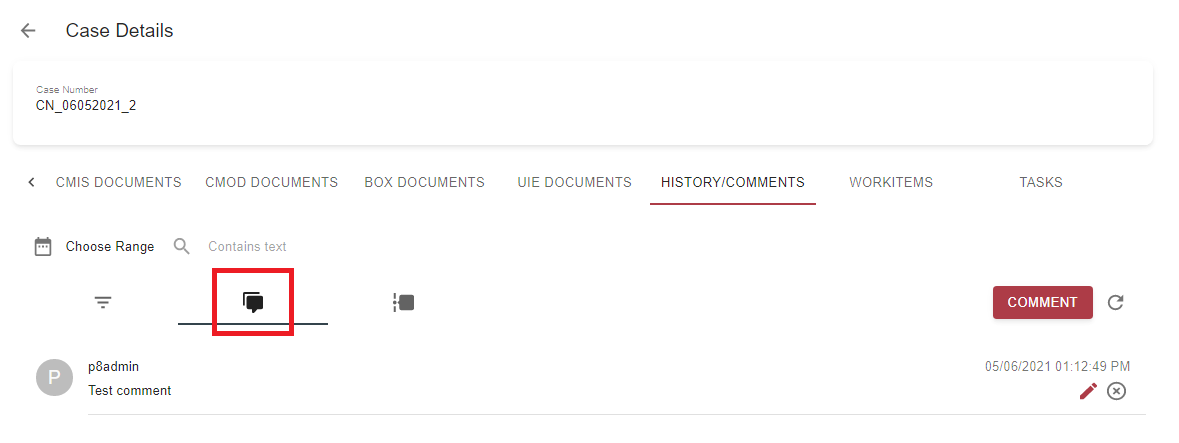 Case Details
Case Number
CN_06052021_2
CMIS DOCUMENTS CMOD DOCUMENTS BOX DOCUMENTS UIE DOCUMENTS HISTORY/COMMENTS WORKITEMS TASKS
Choose Range Contains text
COMMENT
P p8admin 05/06/2021 01:12:49 PM
Test comment